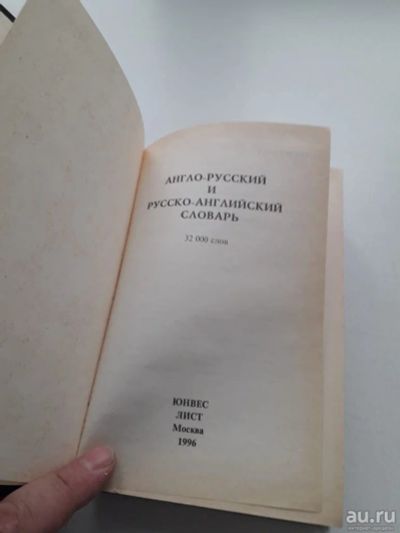 АНГЛО-РУССКИЙ
И
РУССКО-АНГЛИЙСКИЙ
СЛОВАРЬ
32 000 слов
ЮНВЕС
ЛИСТ
Москва
1996
au.ru